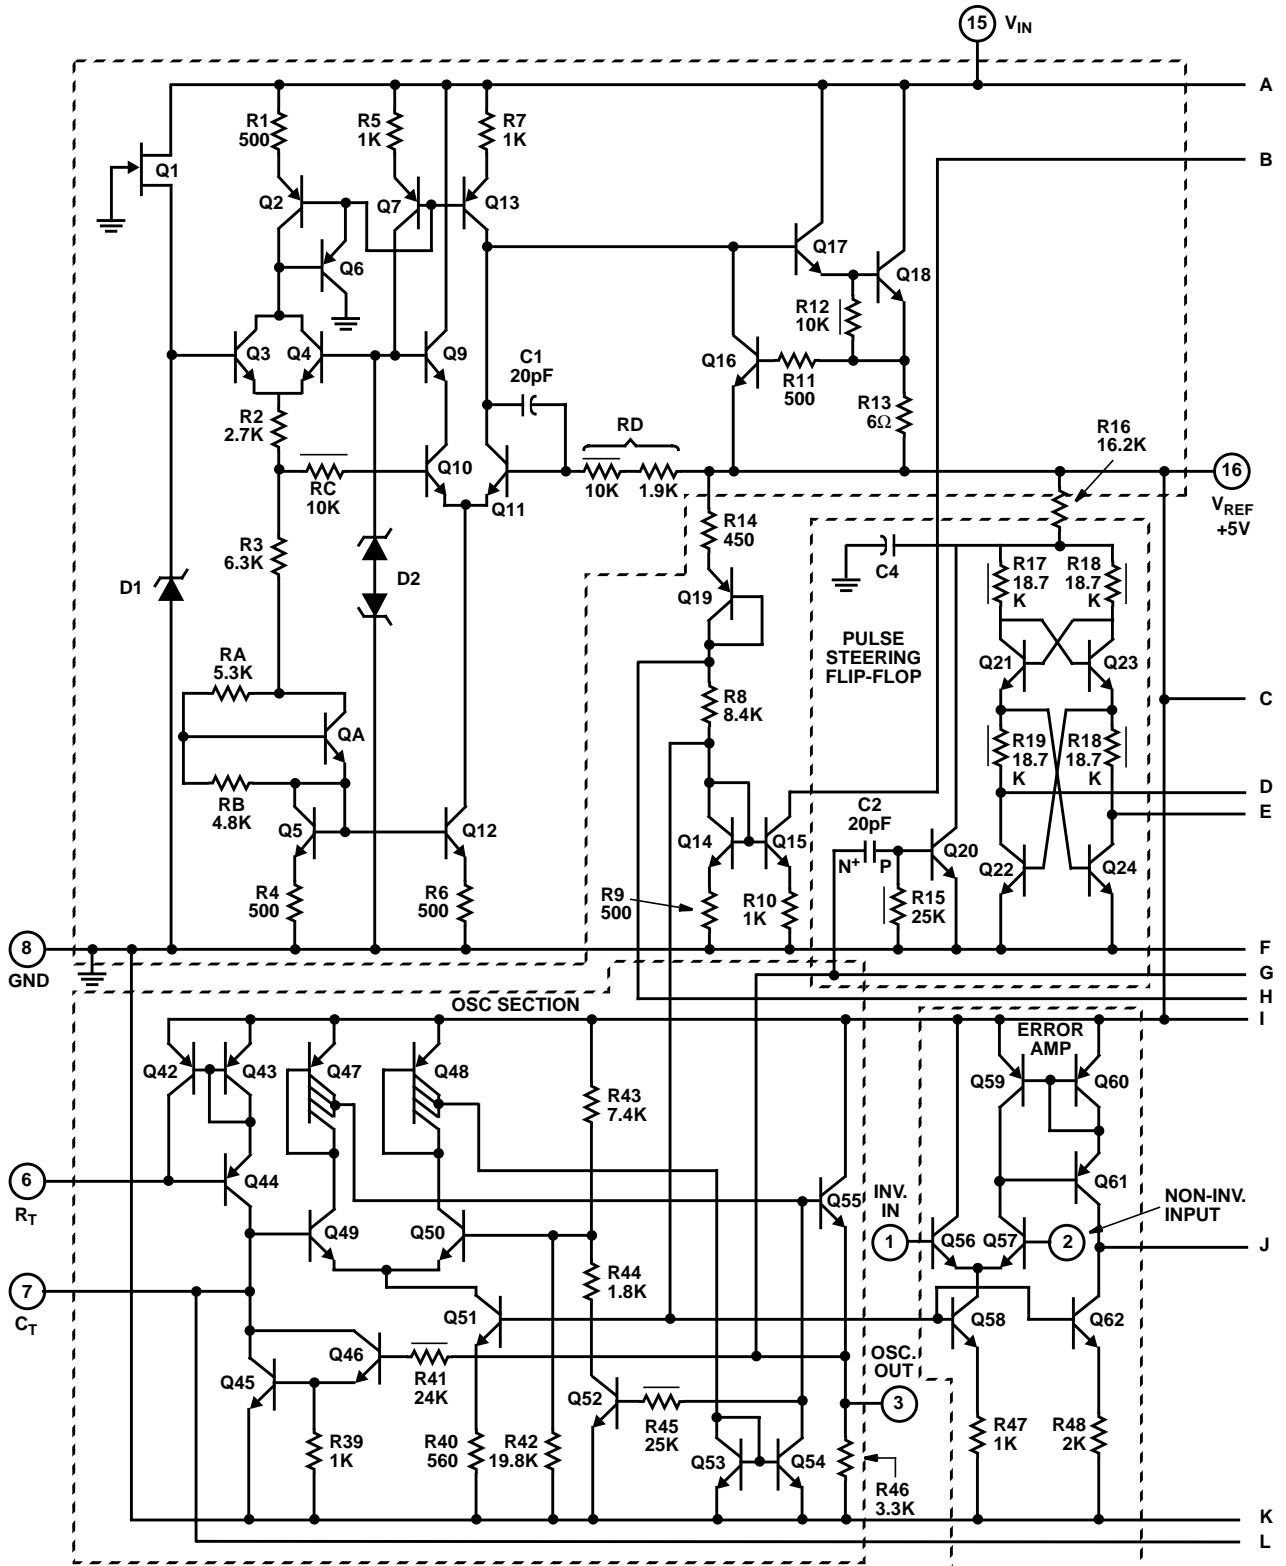 15 V_IN
A
R1
500
R5
1K
R7
1K
Q1
B
Q2
Q7
Q13
Q6
Q17
Q18
R12
10K
Q3
Q4
Q9
C1
20pF
Q16
R11
500
R13
6Ω
R2
2.7K
RD
R16
16.2K
RC
10K
Q10
Q11
10K
1.9K
16
V_REF
+5V
R3
6.3K
R14
450
D1
D2
C4
R17
18.7
K
R18
18.7
K
Q19
PULSE
STEERING
FLIP-FLOP
Q21
Q23
RA
5.3K
R8
8.4K
C
QA
R19
18.7
K
R18
18.7
K
RB
4.8K
D
E
C2
20pF
Q5
Q12
Q14
Q15
Q20
N+
P
Q22
Q24
R4
500
R6
500
R9
500
R10
1K
R15
25K
8
GND
F
G
H
OSC SECTION
I
ERROR
AMP
Q42
Q43
Q47
Q48
R43
7.4K
Q59
Q60
6
R_T
Q44
Q55
Q61
INV.
IN
NON-INV.
INPUT
Q49
Q50
1
Q56
Q57
2
J
R44
1.8K
7
C_T
Q51
Q58
Q62
Q46
R41
24K
OSC.
OUT
Q45
Q52
R45
25K
3
R39
1K
R40
560
R42
19.8K
Q53
Q54
R47
1K
R48
2K
R46
3.3K
K
L